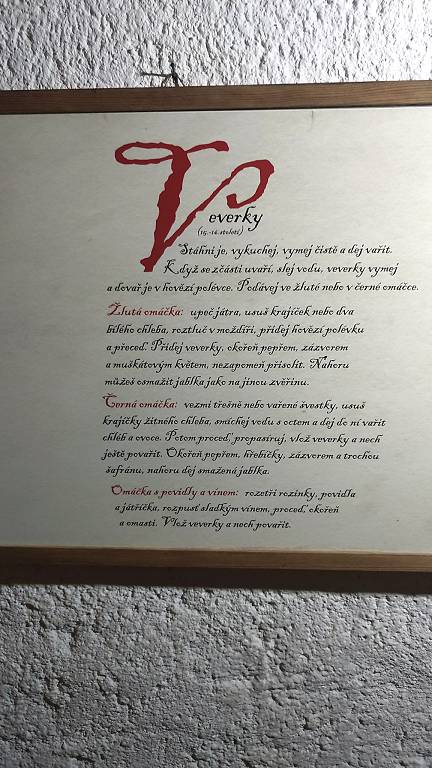 Veverky
(15.-16.století)
Stáhni je, vykuchej, vymej čistě a dej vařit.
Když se zčásti uvaří, slej vodu, veverky vymej
a dovař je v hovězí polévce. Podávej ve žluté nebo v černé omáčce.
Žlutá omáčka: upeč játra, usuš krajíček nebo dva
bílého chleba, roztluč v moždíři, přidej hovězí polévku
a přeceď. Přidej veverky, okořeň pepřem, zázvorem
a muškátovým květem, nezapomeň přisolit. Nahoru
můžeš osmažit jablka jako na jinou zvěřinu.
Černá omáčka: vezmi třešně nebo vařené švestky, usuš
krajíčky žitného chleba, smíchej vodu s octem a dej do ní vařit
chléb a ovoce. Potom proceď, propasíruj, vlož veverky a nech
ještě povařit. Okořeň pepřem, hřebíčky, zázvorem a trochou
šafránu, nahoru dej smažená jablka.
Omáčka s povidly a vínem: rozetři rozinky, povidla
a játříčka, rozpusť sladkým vínem, proceď, okořeň
a omasti. Vlož veverky a nech povařit.